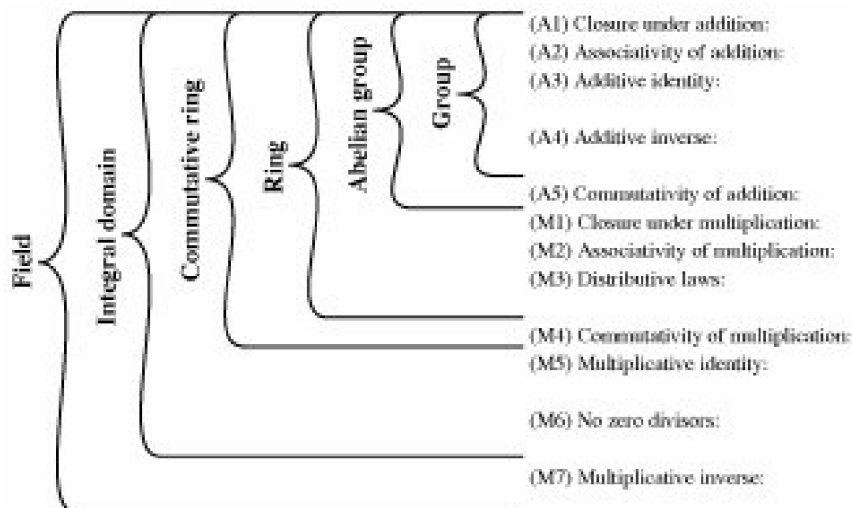 Field
Integral domain
Commutative ring
Ring
Abelian group
Group
(A1) Closure under addition:
(A2) Associativity of addition:
(A3) Additive identity:
(A4) Additive inverse:
(A5) Commutativity of addition:
(M1) Closure under multiplication:
(M2) Associativity of multiplication:
(M3) Distributive laws:
(M4) Commutativity of multiplication:
(M5) Multiplicative identity:
(M6) No zero divisors:
(M7) Multiplicative inverse: